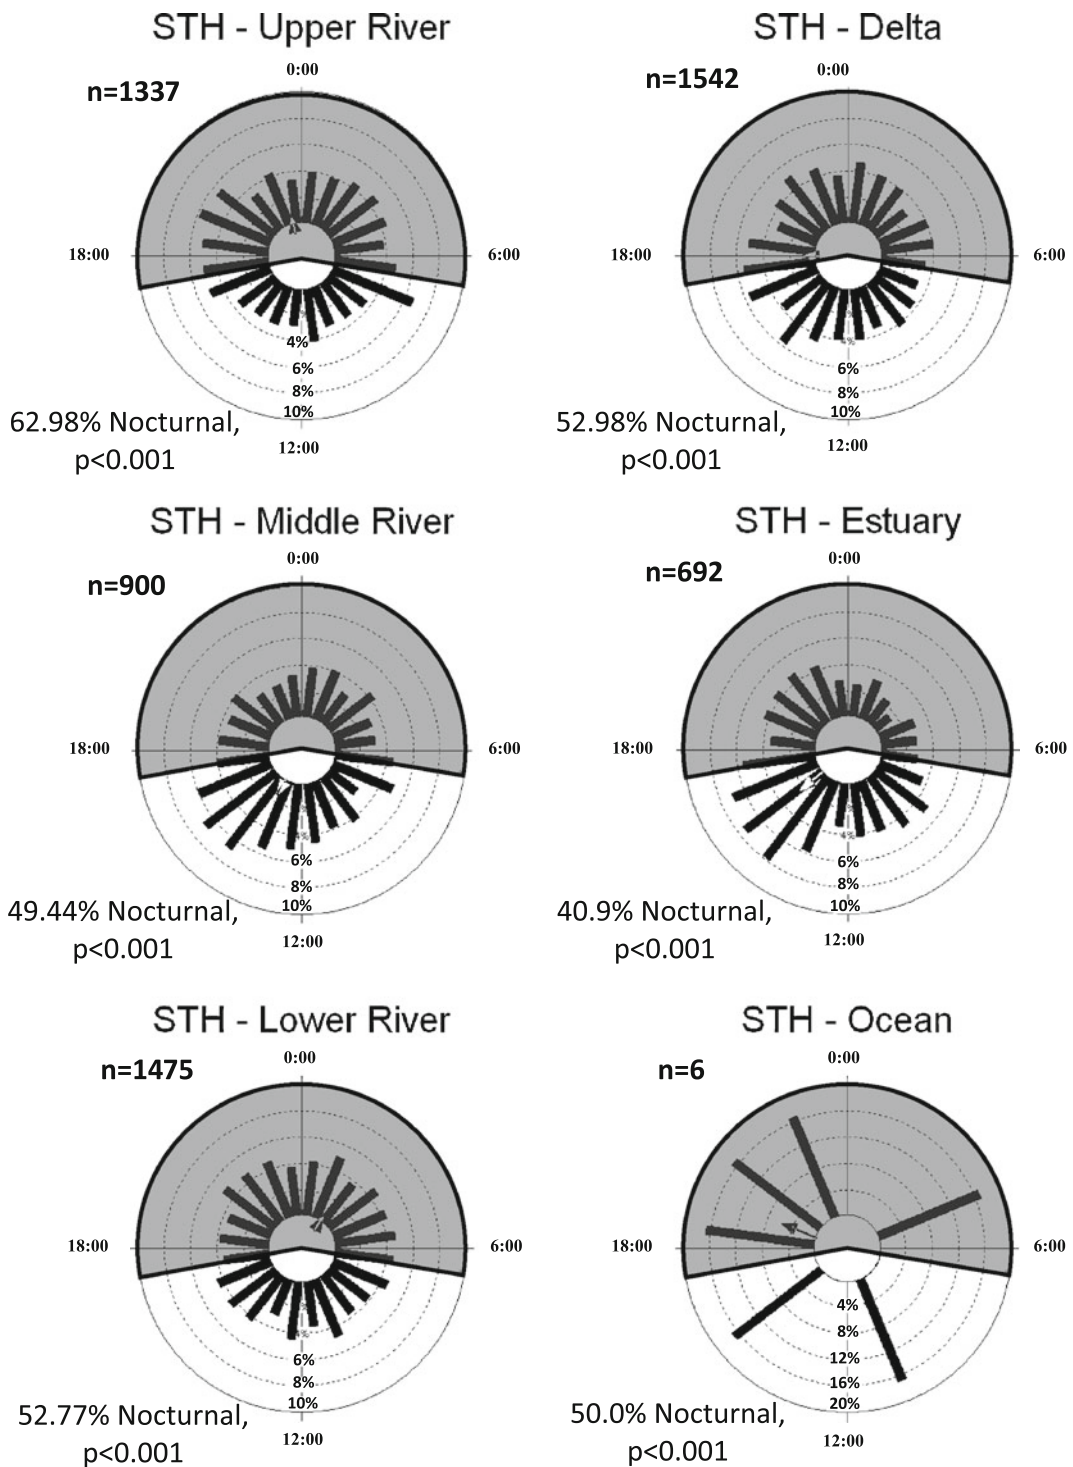 STH - Upper River
n=1337
0:00
18:00
6:00
4%
6%
8%
10%
12:00
62.98% Nocturnal,
p<0.001
STH - Delta
n=1542
0:00
18:00
6:00
4%
6%
8%
10%
12:00
52.98% Nocturnal,
p<0.001
STH - Middle River
n=900
0:00
18:00
6:00
4%
6%
8%
10%
12:00
49.44% Nocturnal,
p<0.001
STH - Estuary
n=692
0:00
18:00
6:00
4%
6%
8%
10%
12:00
40.9% Nocturnal,
p<0.001
STH - Lower River
n=1475
0:00
18:00
6:00
4%
6%
8%
10%
12:00
52.77% Nocturnal,
p<0.001
STH - Ocean
n=6
0:00
18:00
6:00
4%
8%
12%
16%
20%
12:00
50.0% Nocturnal,
p<0.001